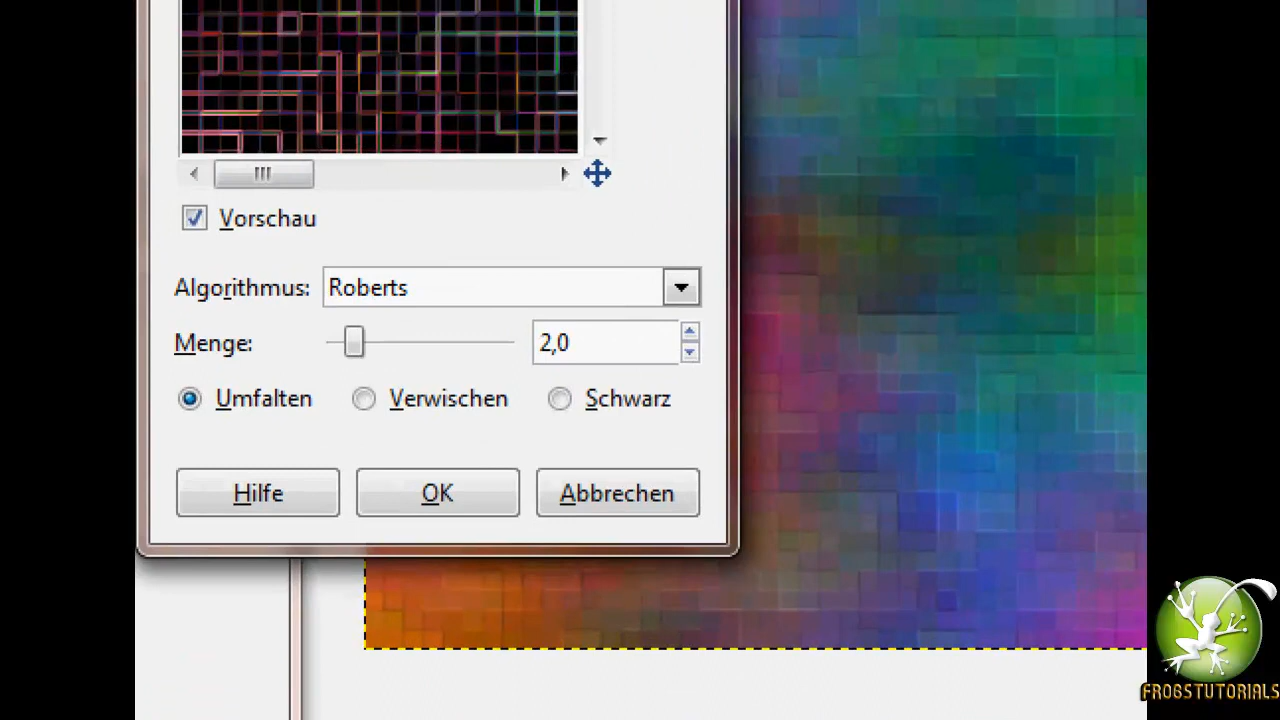 Vorschau
Algorithmus: Roberts
Menge: 2,0
Umfalten Verwischen Schwarz
Hilfe OK Abbrechen
FROGSTUTORIALS